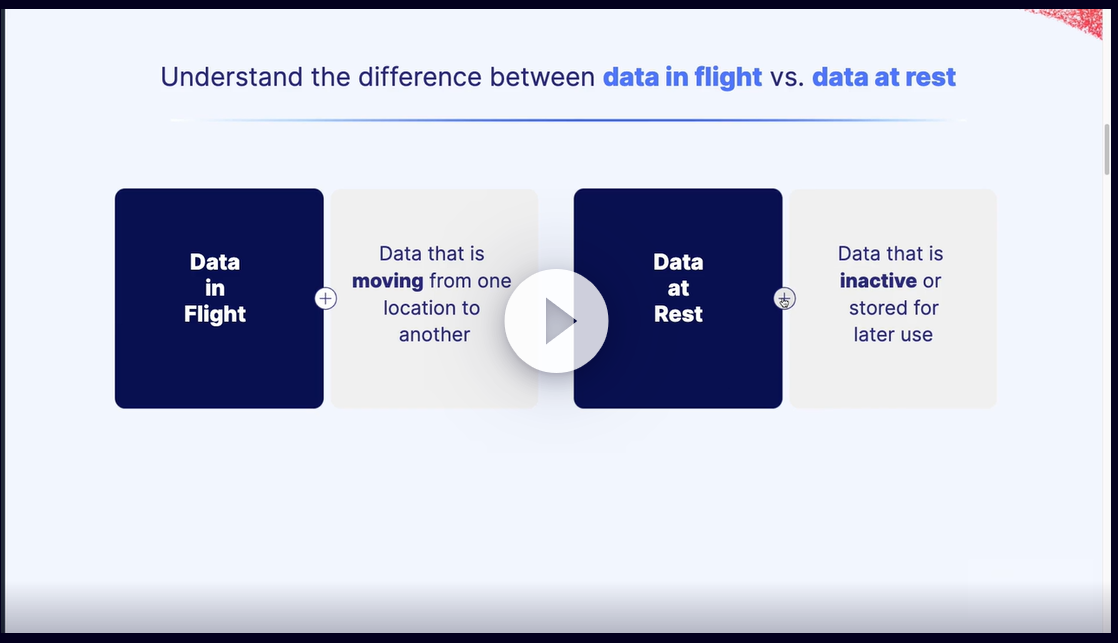 Understand the difference between data in flight vs. data at rest
Data
in
Flight
Data that is
moving from one
location to
another
Data
at
Rest
Data that is
inactive or
stored for
later use